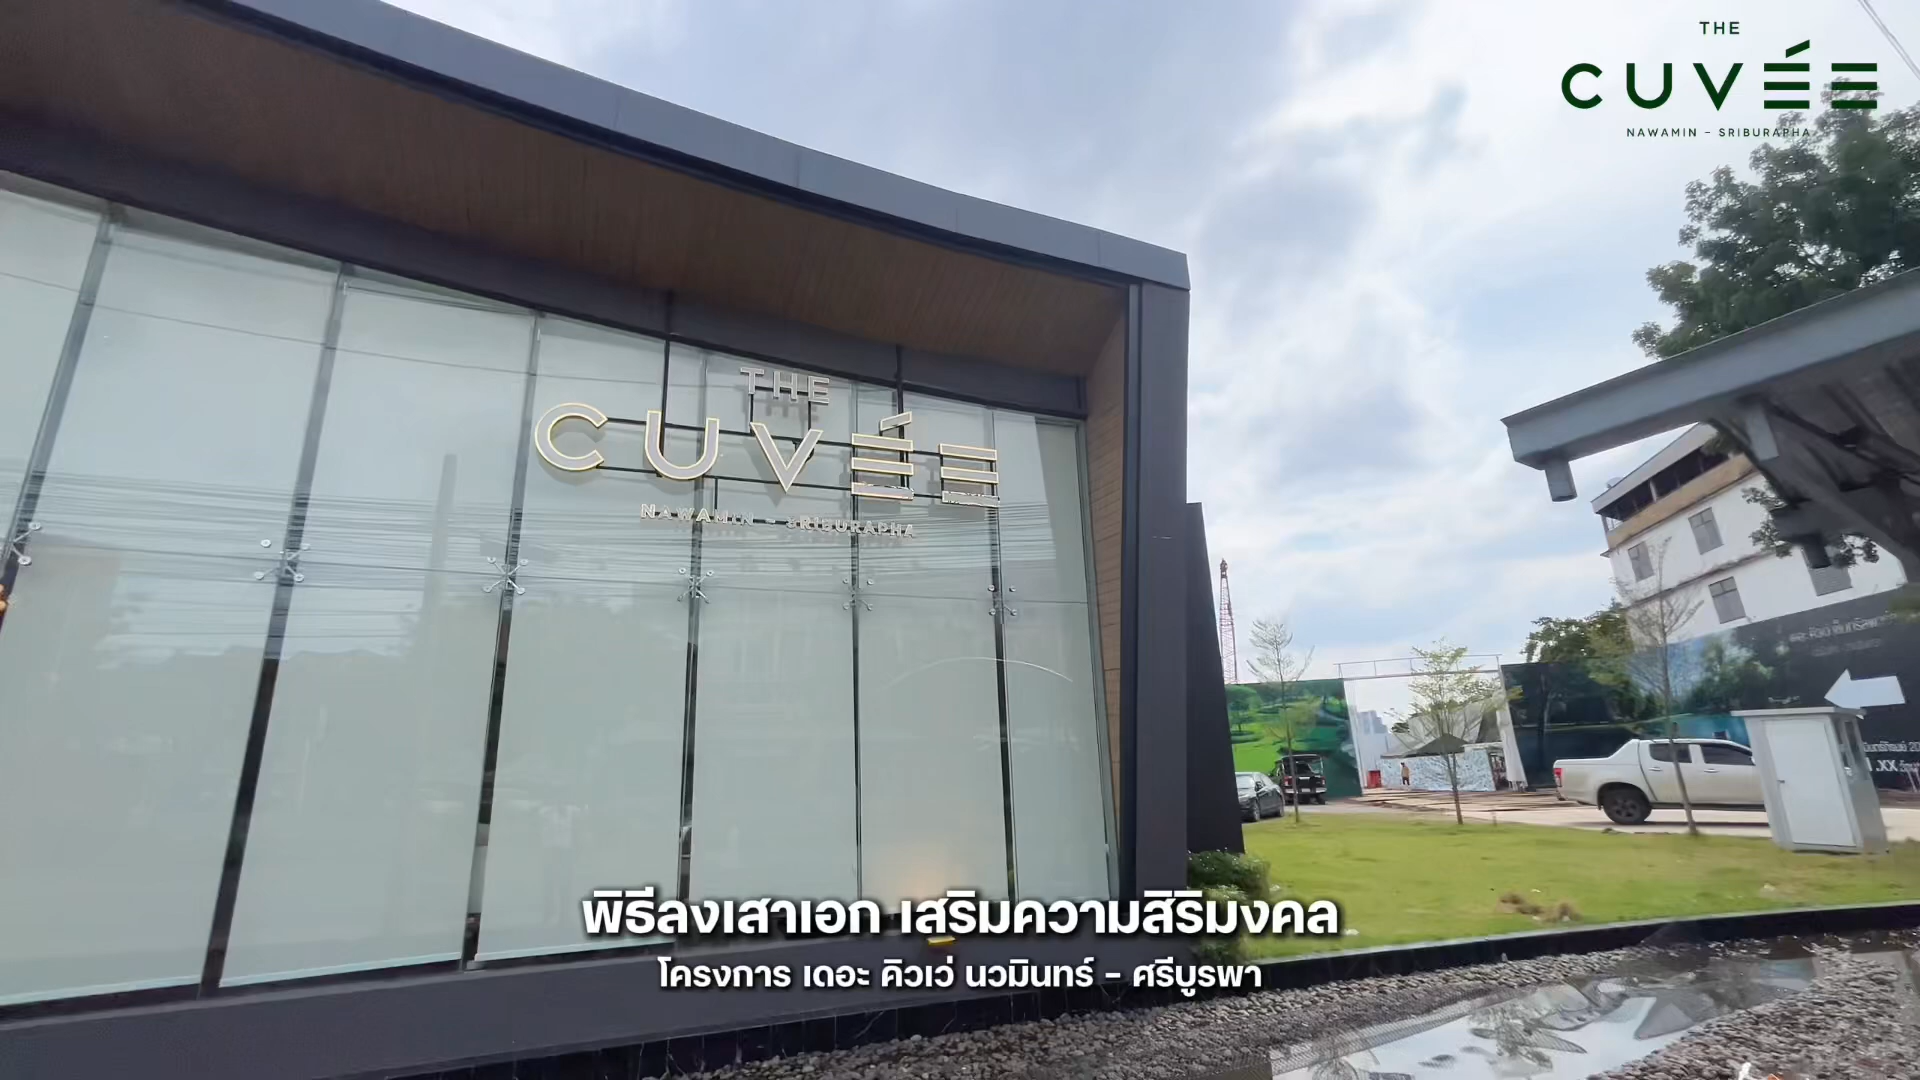 THE
CUVÉE
NAWAMIN - SRIBURAPHA
THE
CUVÉE
NAWAMIN - SRIBURAPHA
พิธีลงเสาเอก เสริมความสิริมงคล
โครงการ เดอะ คิวเว่ นวมินทร์ - ศรีบูรพา